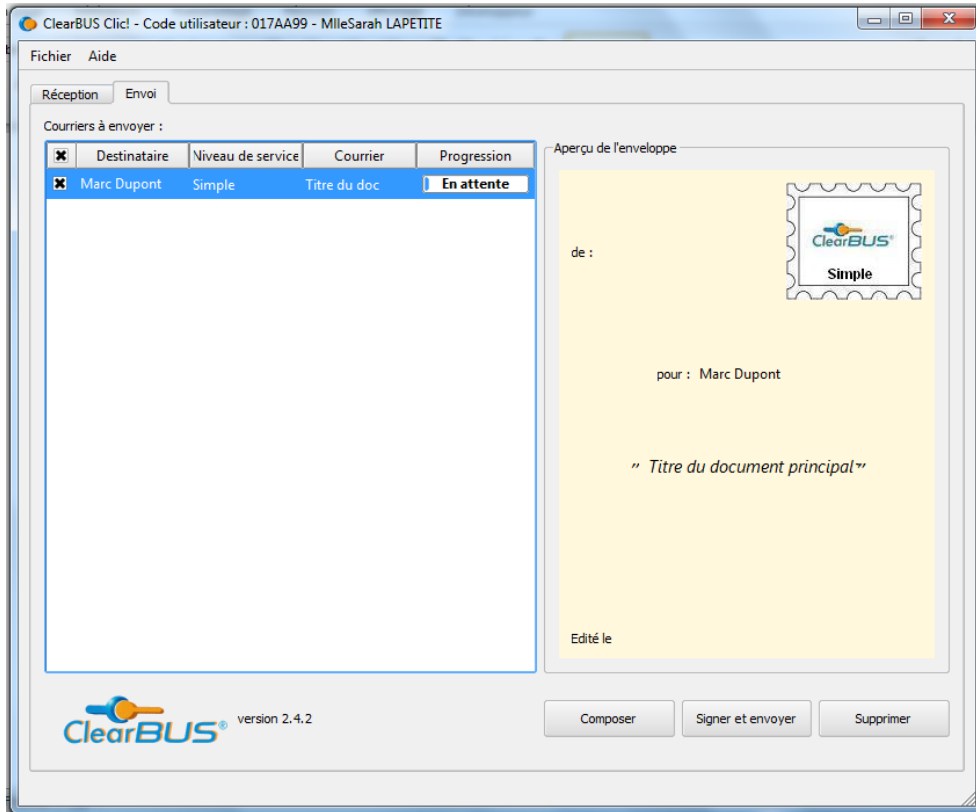 ClearBUS Clic! - Code utilisateur : 017AA99 - MlleSarah LAPETITE
Fichier Aide
Réception Envoi
Courriers à envoyer :
Destinataire Niveau de service Courrier Progression
Marc Dupont Simple Titre du doc En attente
Aperçu de l'enveloppe
ClearBUS®
Simple
de :
pour : Marc Dupont
" Titre du document principal"
Edité le
ClearBUS® version 2.4.2
Composer Signer et envoyer Supprimer